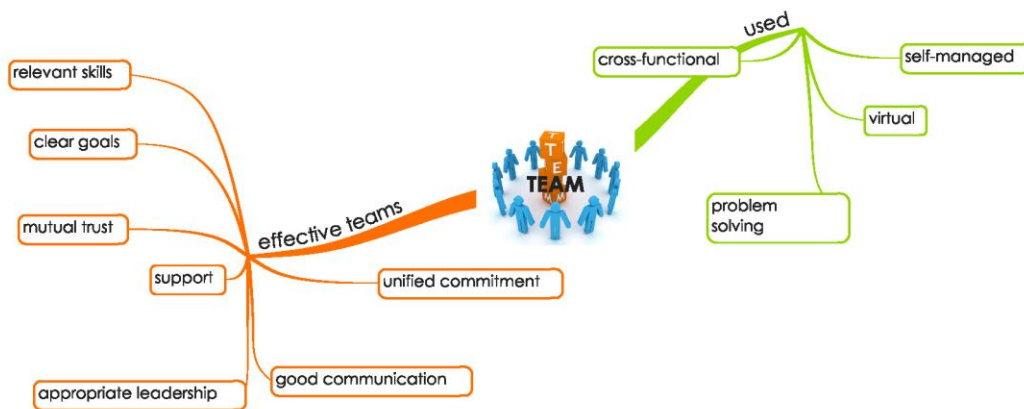 used
cross-functional
self-managed
relevant skills
virtual
clear goals
T
E
TEAM
problem
solving
effective teams
mutual trust
support
unified commitment
good communication
appropriate leadership